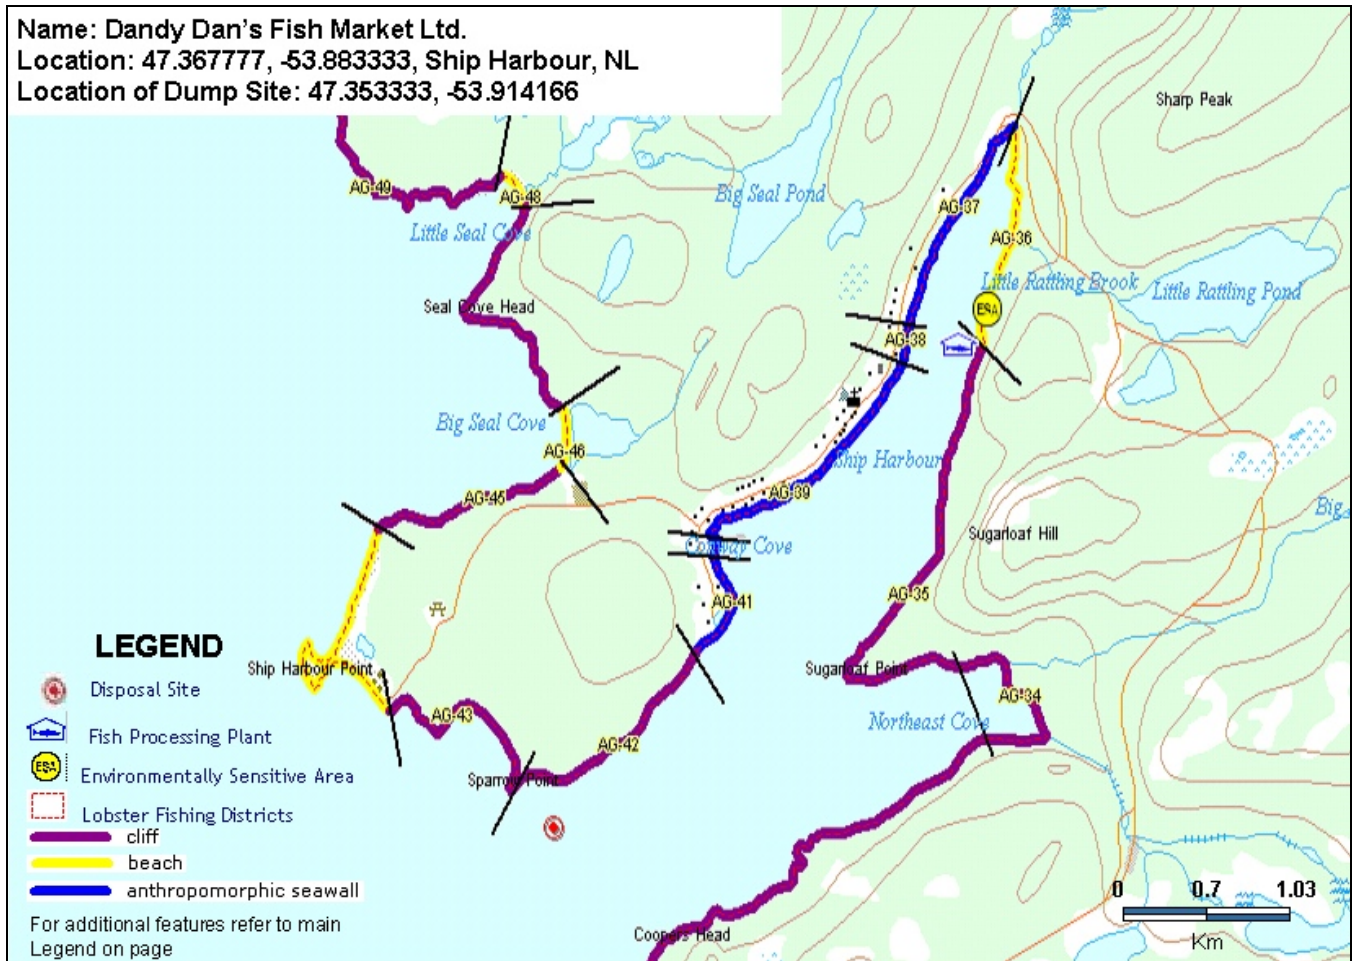 Name: Dandy Dan's Fish Market Ltd.
Location: 47.367777, -53.883333, Ship Harbour, NL
Location of Dump Site: 47.353333, -53.914166
Sharp Peak
AG-49
AG-48
Big Seal Pond
AG-37
Little Seal Cove
AG-36
Little Rattling Brook
Little Rattling Pond
Seal Cove Head
ESA
AG-38
Big Seal Cove
AG-46
Ship Harbour
AG-45
AG-39
Big
Sugarloaf Hill
Conway Cove
AG-35
AG-41
LEGEND
Ship Harbour Point
Sugarloaf Point
Disposal Site
AG-34
AG-43
Northeast Cove
Fish Processing Plant
AG-42
ESA
Environmentally Sensitive Area
Sparrow Point
Lobster Fishing Districts
cliff
beach
anthropomorphic seawall
0 0.7 1.03
Km
For additional features refer to main
Legend on page
Coopers Head